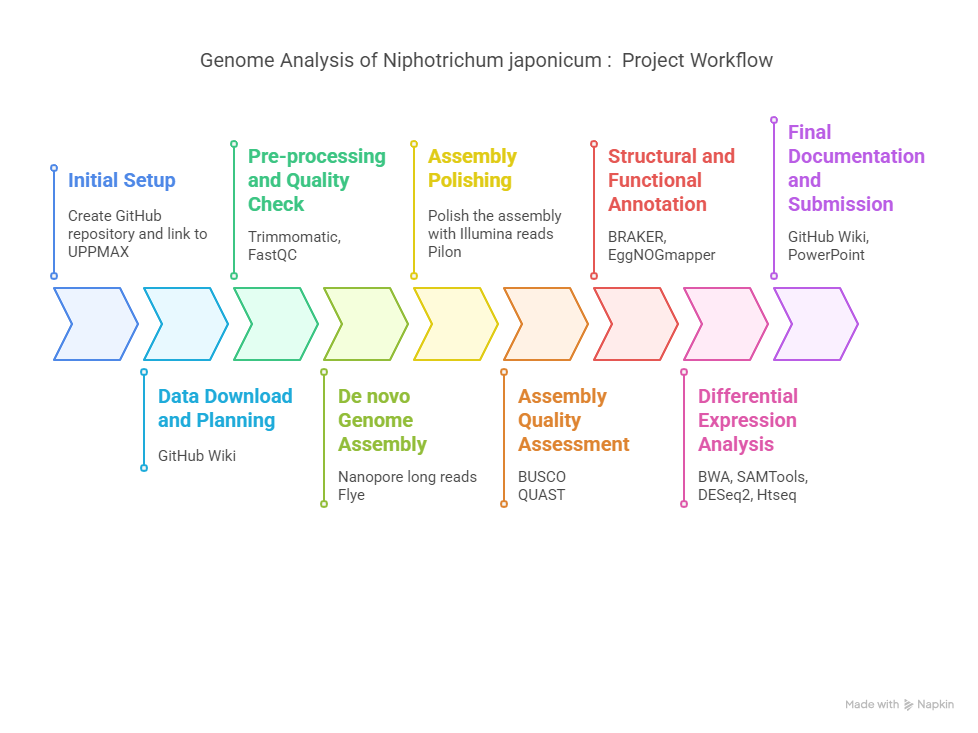 Genome Analysis of Niphotrichum japonicum :  Project Workflow
Initial Setup
Create GitHub
repository and link to
UPPMAX
Data Download
and Planning
GitHub Wiki
Pre-processing
and Quality
Check
Trimmomatic,
FastQC
De novo
Genome
Assembly
Nanopore long reads
Flye
Assembly
Polishing
Polish the assembly
with Illumina reads
Pilon
Assembly
Quality
Assessment
BUSCO
QUAST
Structural and
Functional
Annotation
BRAKER,
EggNOGmapper
Differential
Expression
Analysis
BWA, SAMTools,
DESeq2, Htseq
Final
Documentation
and
Submission
GitHub Wiki,
PowerPoint
Made with Napkin